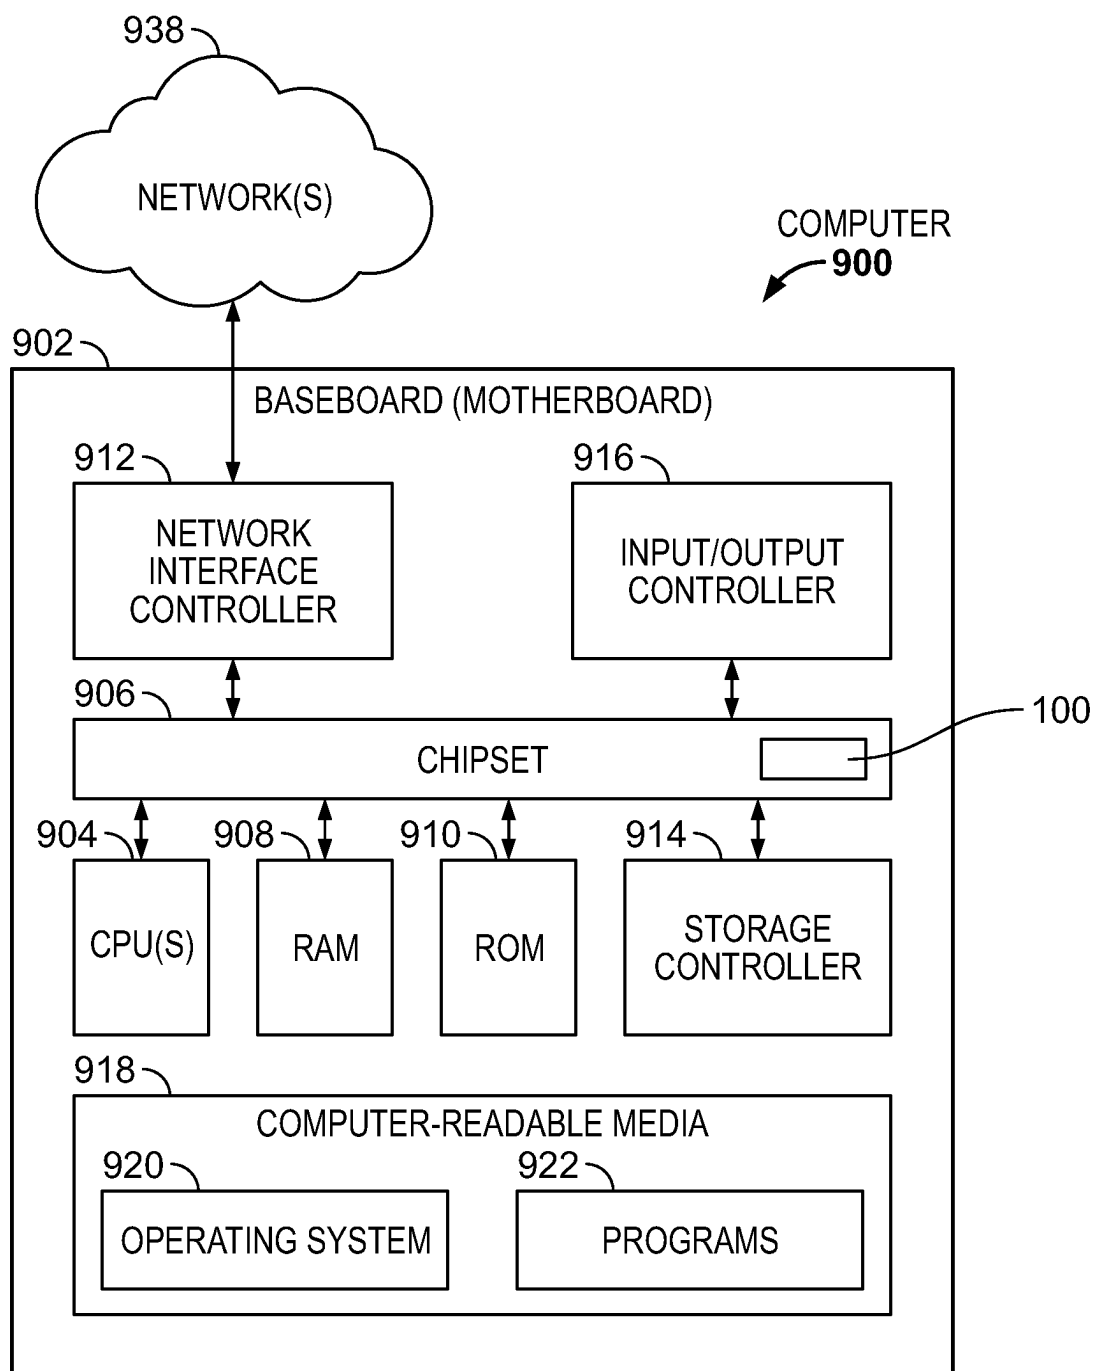 938
NETWORK(S)
COMPUTER
900
902
BASEBOARD (MOTHERBOARD)
912
916
NETWORK
INTERFACE
CONTROLLER
INPUT/OUTPUT
CONTROLLER
906
100
CHIPSET
904
908
910
914
CPU(S)
RAM
ROM
STORAGE
CONTROLLER
918
COMPUTER-READABLE MEDIA
920
922
OPERATING SYSTEM
PROGRAMS